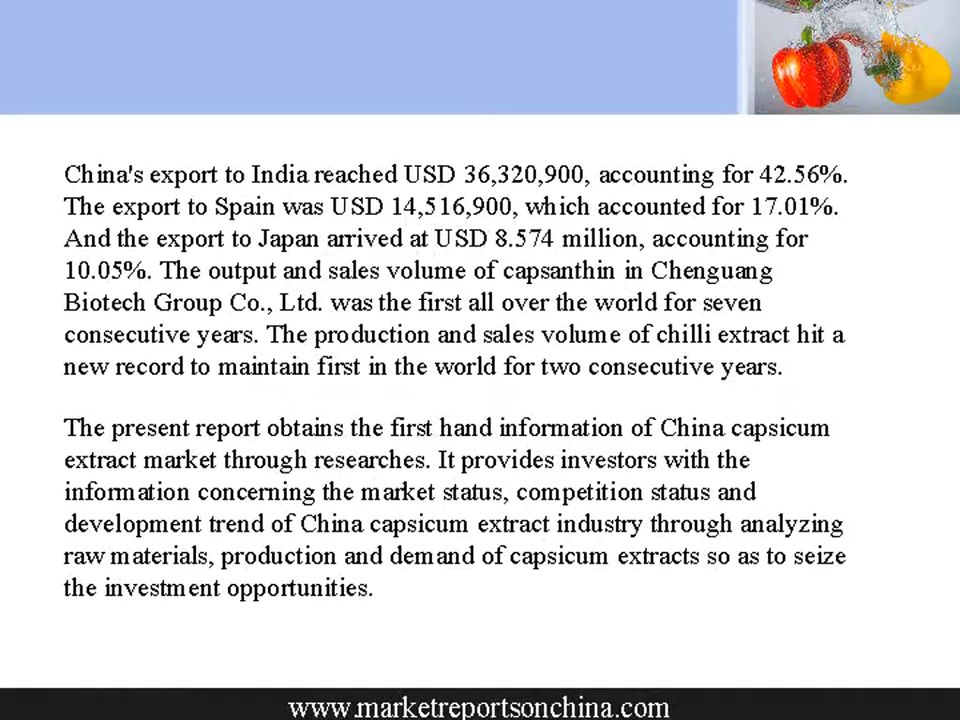 China's export to India reached USD 36,320,900, accounting for 42.56%.
The export to Spain was USD 14,516,900, which accounted for 17.01%.
And the export to Japan arrived at USD 8.574 million, accounting for
10.05%. The output and sales volume of capsanthin in Chenguang
Biotech Group Co., Ltd. was the first all over the world for seven
consecutive years. The production and sales volume of chilli extract hit a
new record to maintain first in the world for two consecutive years.
The present report obtains the first hand information of China capsicum
extract market through researches. It provides investors with the
information concerning the market status, competition status and
development trend of China capsicum extract industry through analyzing
raw materials, production and demand of capsicum extracts so as to seize
the investment opportunities.
www.marketreportsonchina.com